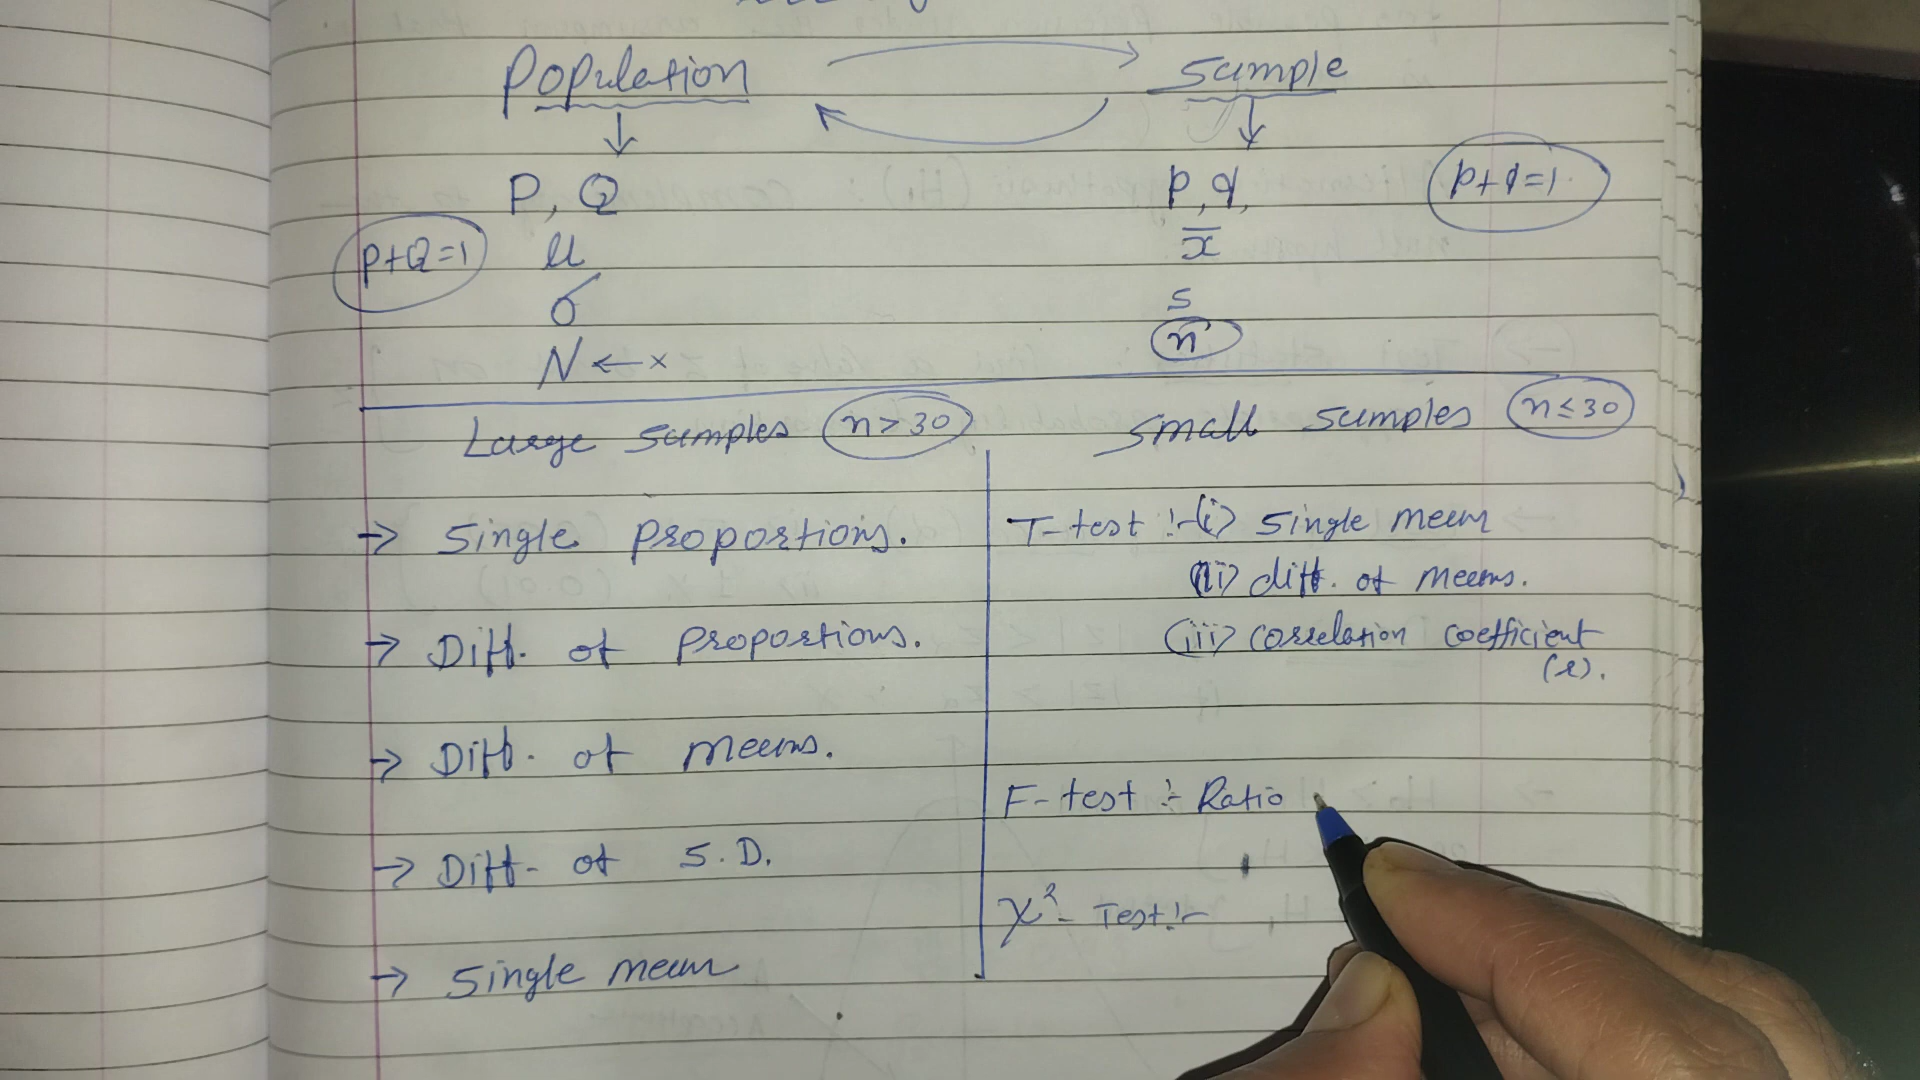 Population
Sample
P, Q
p, q,
p+q=1
P+Q=1
μ
x̄
σ
s
N ← ×
n
Large samples n > 30
Small samples n ≤ 30
→ Single proportions.
T-test :- (i) Single mean
(ii) diff. of means.
→ Diff. of proportions.
(iii) correlation coefficient
(r).
→ Diff. of means.
F-test :- Ratio
→ Diff. of S.D.
χ²- Test :-
→ Single mean